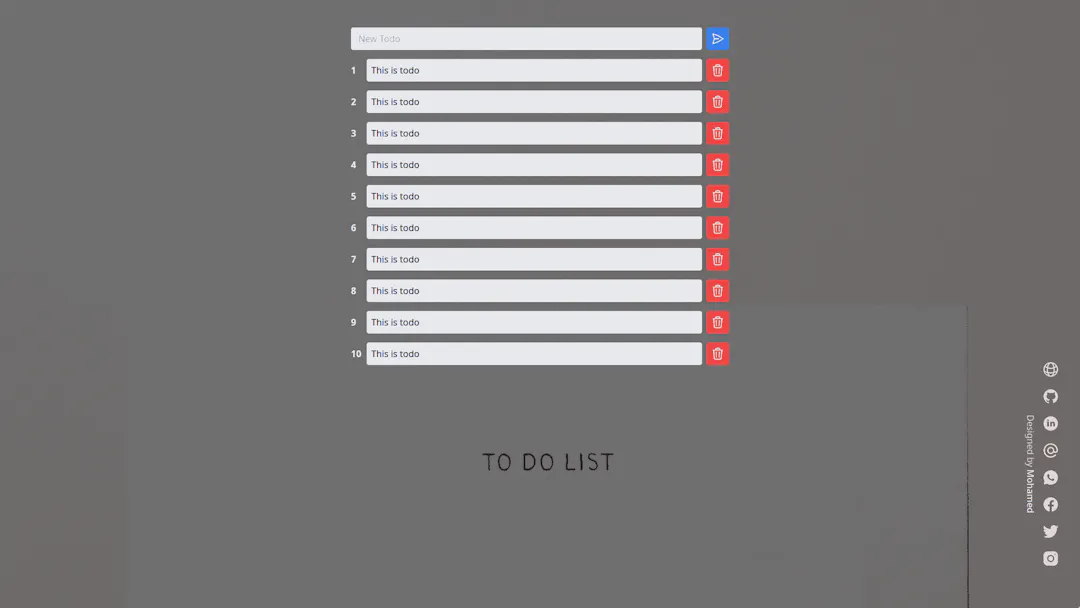 New Todo
1 This is todo
2 This is todo
3 This is todo
4 This is todo
5 This is todo
6 This is todo
7 This is todo
8 This is todo
9 This is todo
10 This is todo
TO DO LIST
Designed by Mohamed